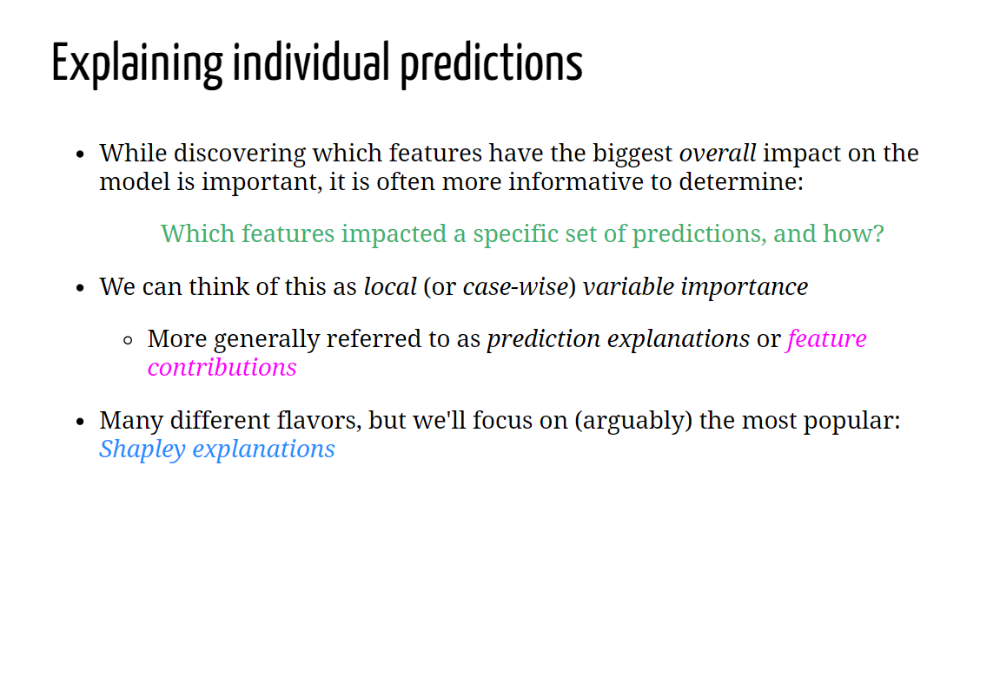 Explaining individual predictions
• While discovering which features have the biggest overall impact on the
model is important, it is often more informative to determine:
Which features impacted a specific set of predictions, and how?
• We can think of this as local (or case-wise) variable importance
◦ More generally referred to as prediction explanations or feature
contributions
• Many different flavors, but we'll focus on (arguably) the most popular:
Shapley explanations